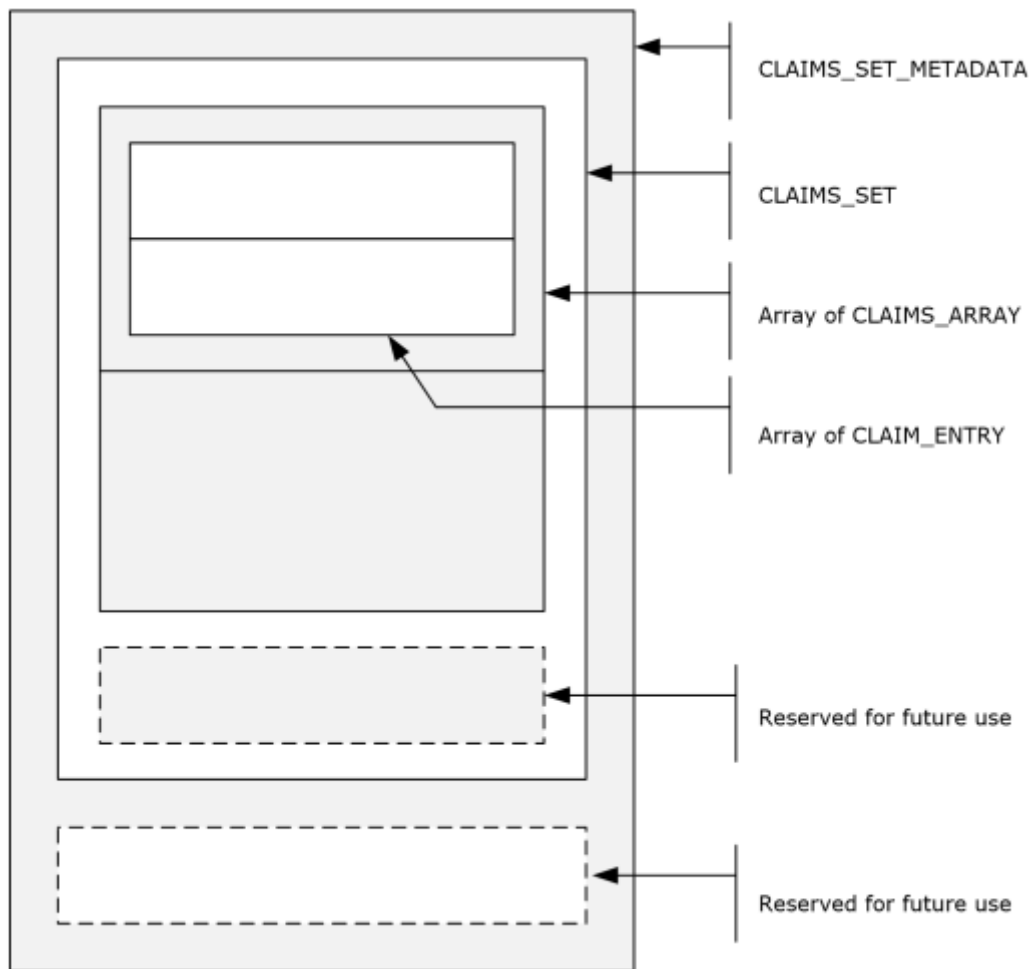 CLAIMS_SET_METADATA
CLAIMS_SET
Array of CLAIMS_ARRAY
Array of CLAIM_ENTRY
Reserved for future use
Reserved for future use